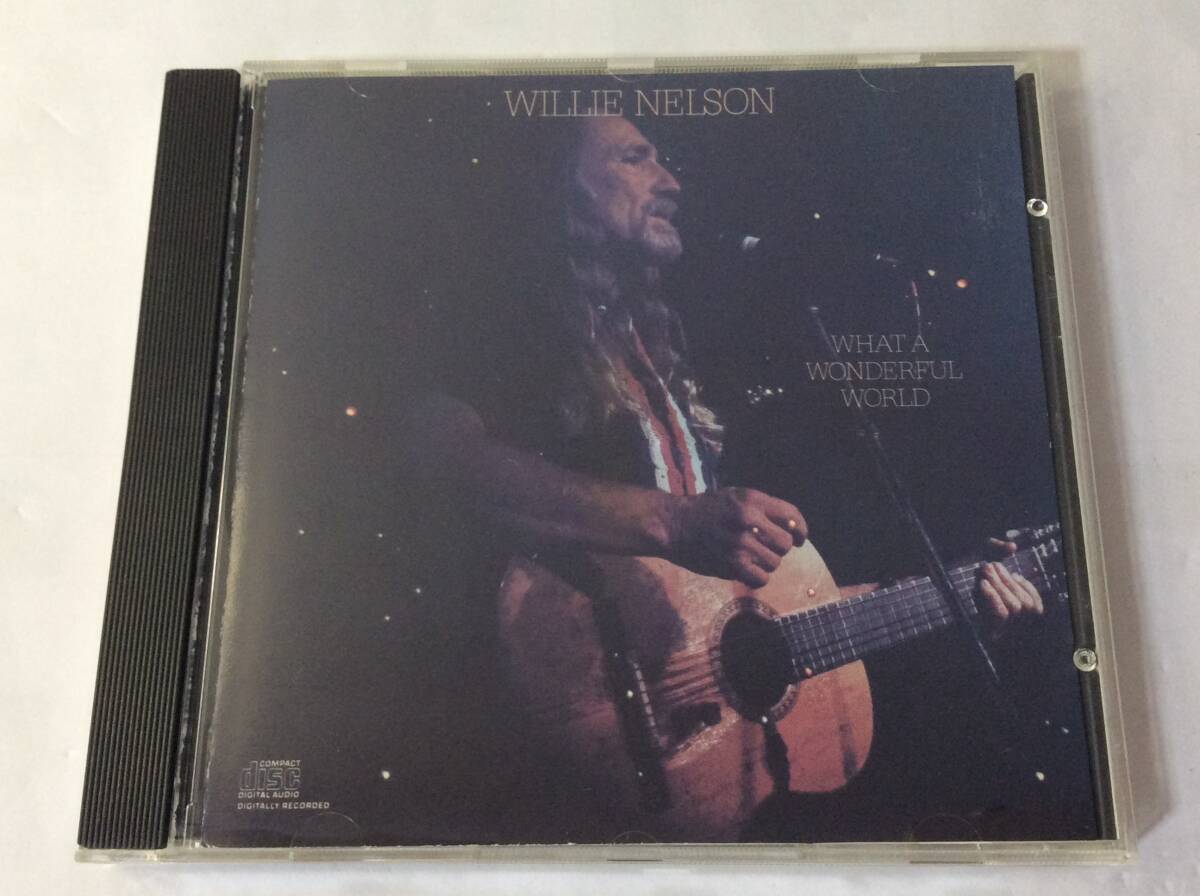 WILLIE NELSON
WHAT A
WONDERFUL
WORLD
COMPACT
disc
DIGITAL AUDIO
DIGITALLY RECORDED